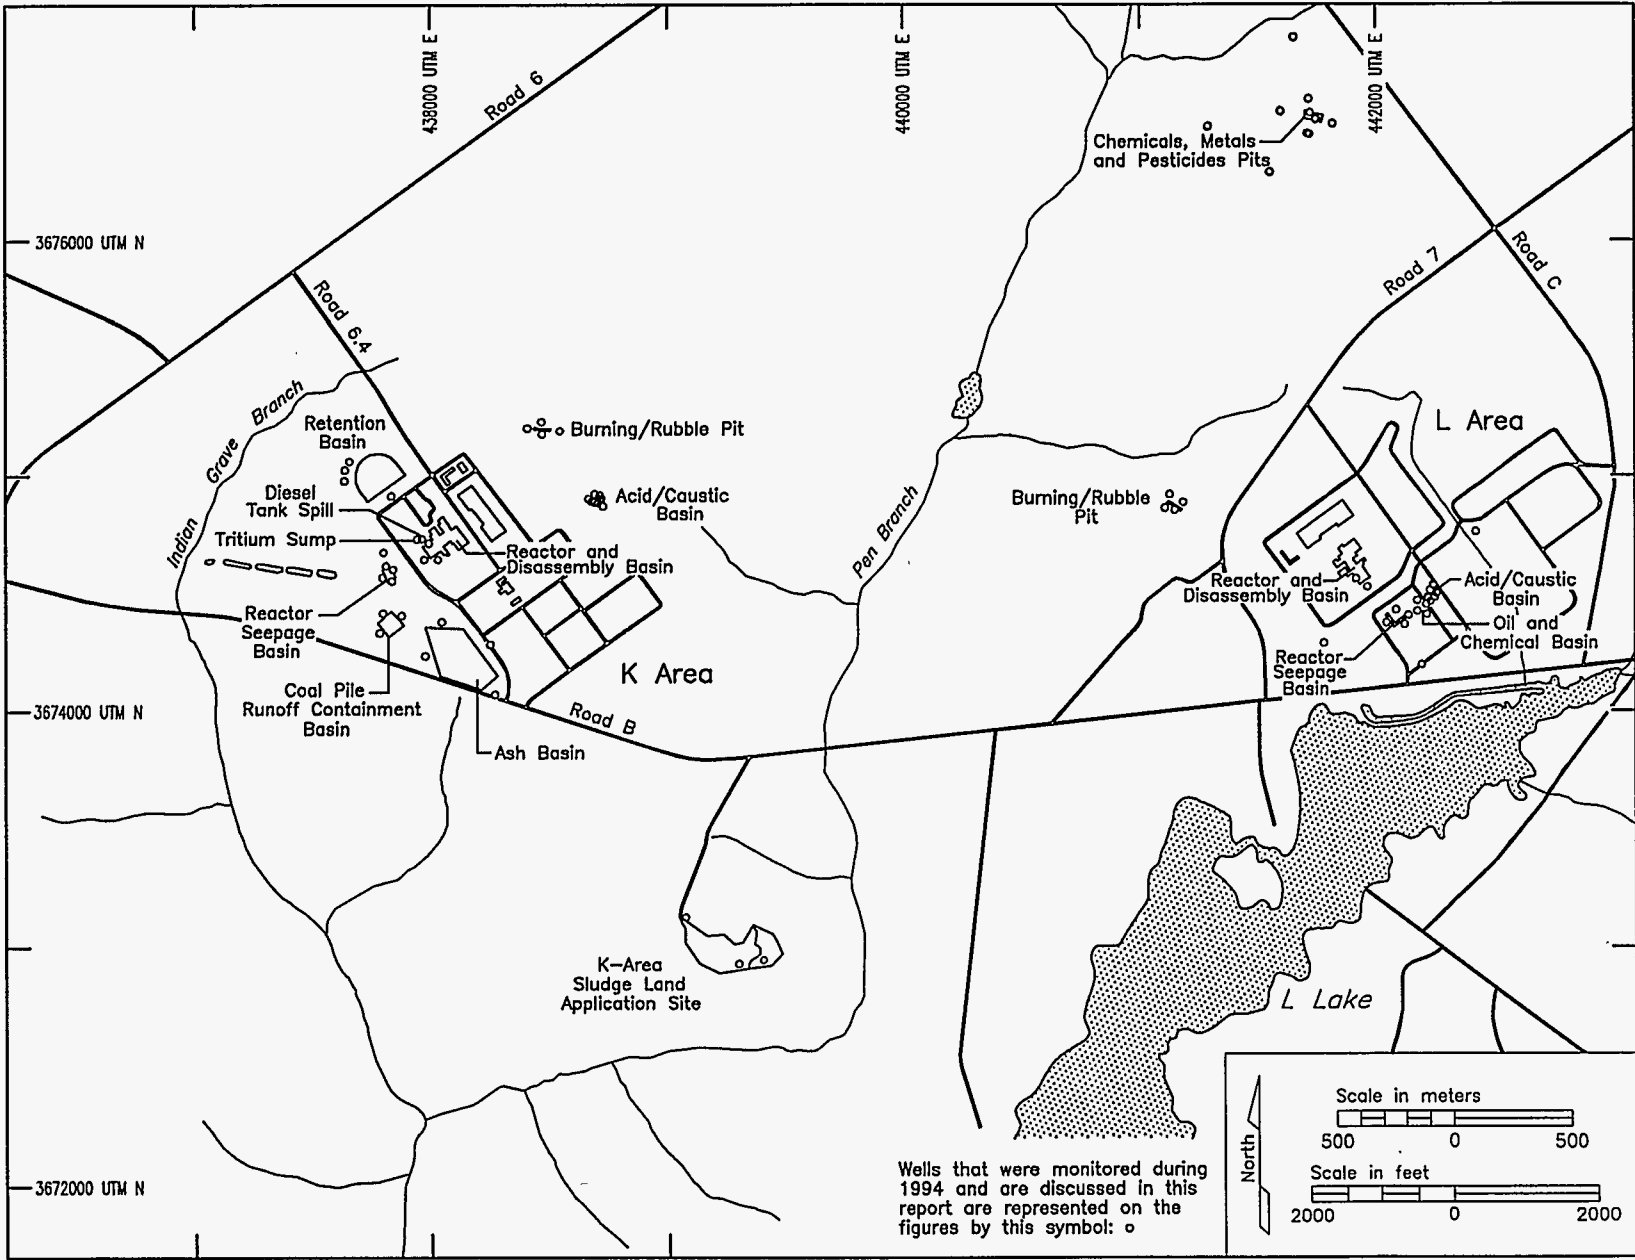 438000 UTM E
440000 UTM E
442000 UTM E
Road 6
Chemicals, Metals
and Pesticides Pits
3676000 UTM N
Road 7
Road C
Road 6.4
Indian Grave Branch
Retention
Basin
Burning/Rubble Pit
L Area
Diesel
Tank Spill
Acid/Caustic
Basin
Burning/Rubble
Pit
Pen Branch
Tritium Sump
Reactor and
Disassembly Basin
Reactor and
Disassembly Basin
Acid/Caustic
Basin
Reactor
Seepage
Basin
Oil and
Chemical Basin
K Area
Reactor
Seepage
Basin
Coal Pile
Runoff Containment
Basin
3674000 UTM N
Road B
Ash Basin
K-Area
Sludge Land
Application Site
L Lake
Scale in meters
500 0 500
North
Scale in feet
2000 0 2000
Wells that were monitored during
1994 and are discussed in this
report are represented on the
figures by this symbol: o
3672000 UTM N